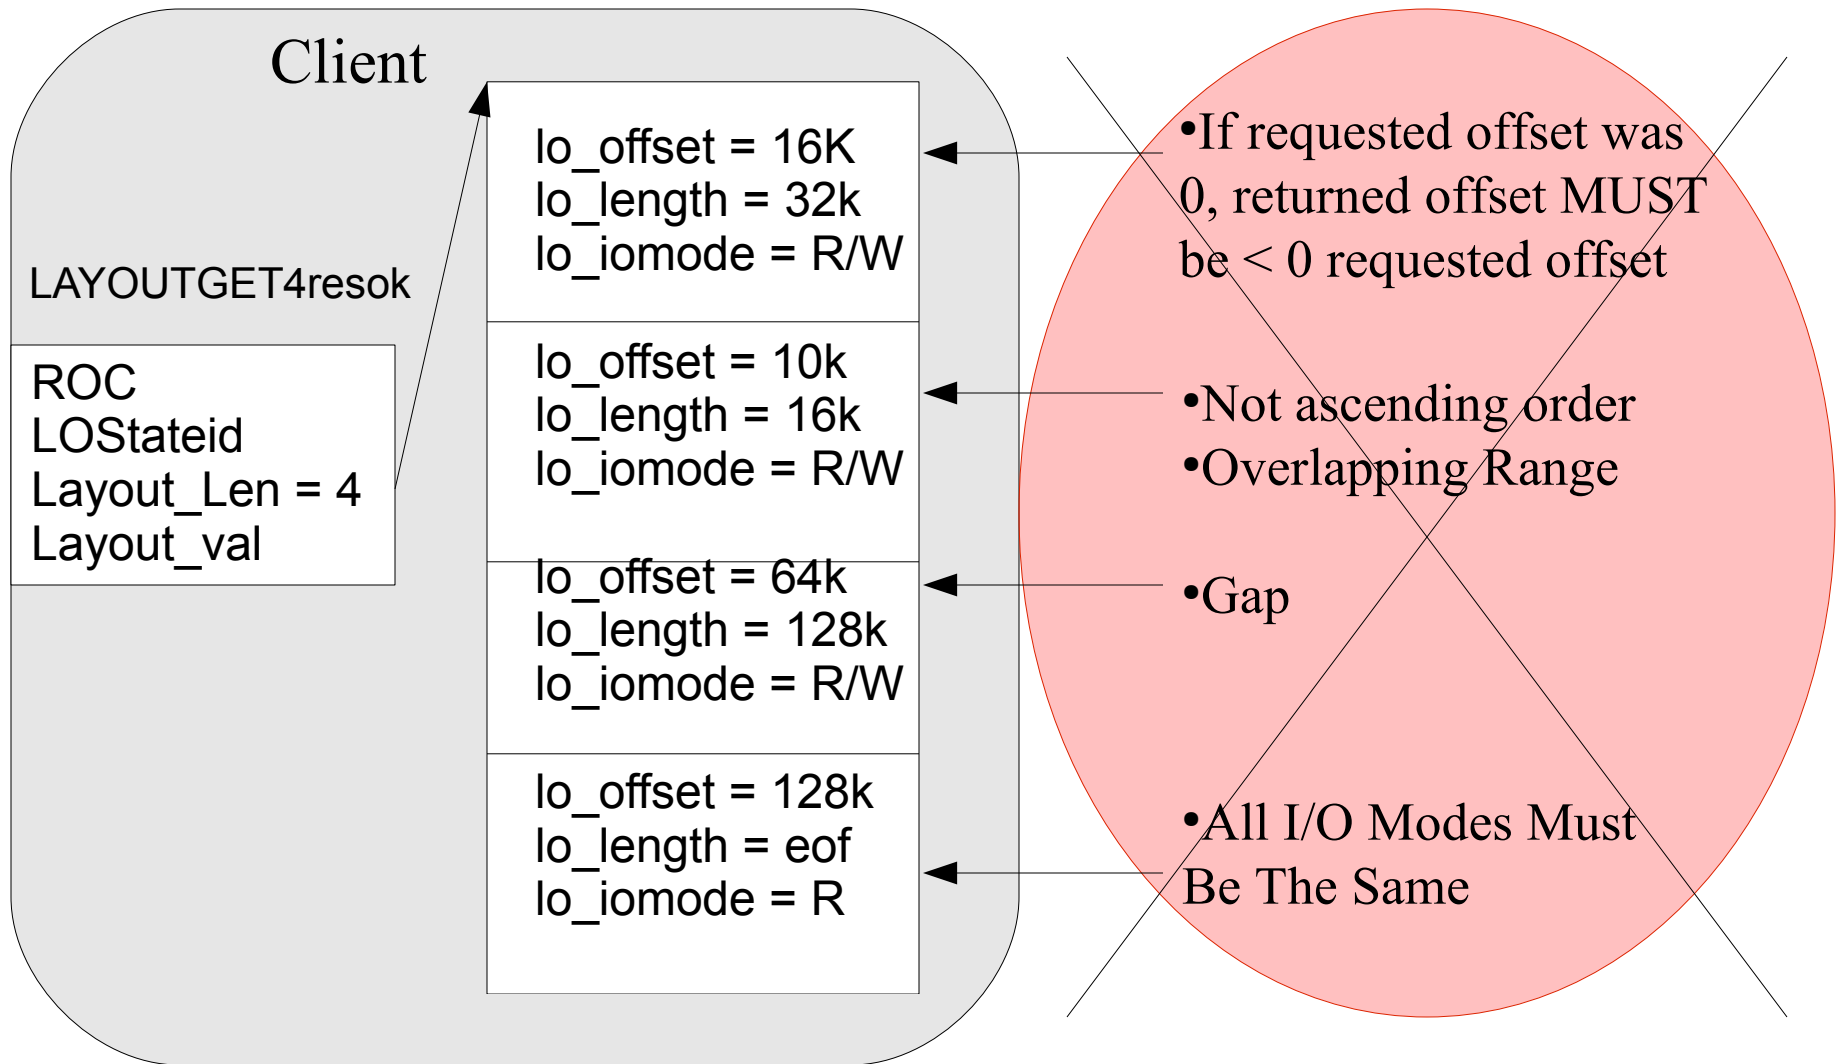 Client
LAYOUTGET4resok
ROC
LOStateid
Layout_Len = 4
Layout_val
lo_offset = 16K
lo_length = 32k
lo_iomode = R/W
lo_offset = 10k
lo_length = 16k
lo_iomode = R/W
lo_offset = 64k
lo_length = 128k
lo_iomode = R/W
lo_offset = 128k
lo_length = eof
lo_iomode = R
•If requested offset was
0, returned offset MUST
be < 0 requested offset
•Not ascending order
•Overlapping Range
•Gap
•All I/O Modes Must
Be The Same